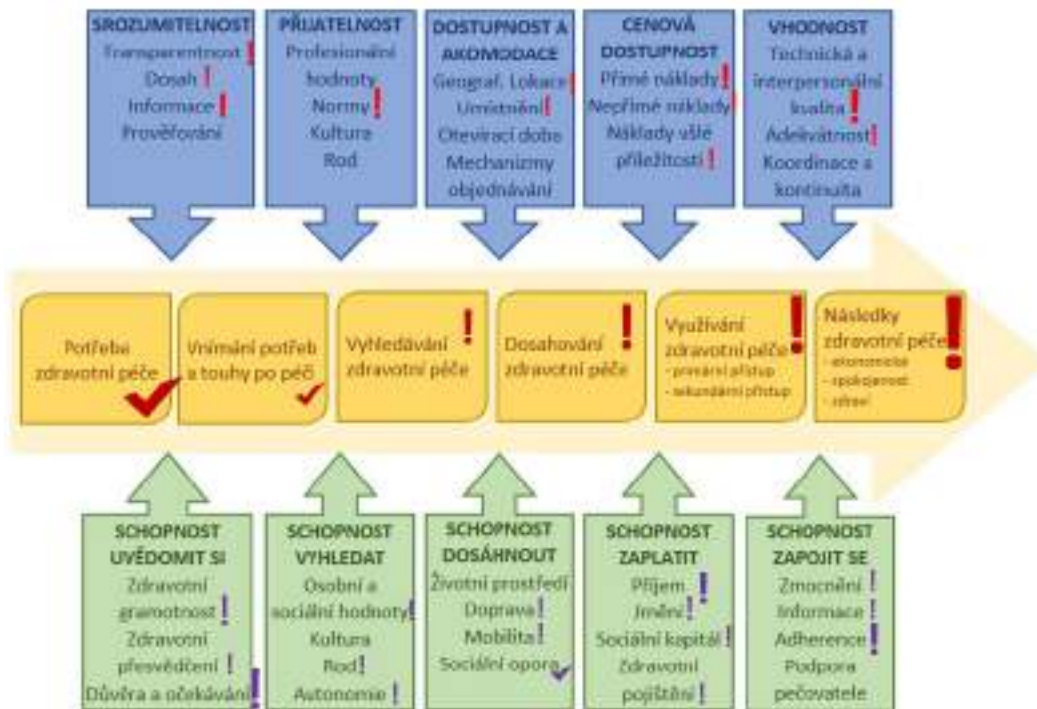 SROZUMITELNOST
Transparentnost !
Dosah !
Informace !
Prověřování
PŘIJATELNOST
Profesionální
hodnoty
Normy !
Kultura
Rod
DOSTUPNOST A
AKOMODACE
Geograf. Lokace !
Umístnění !
Otevírací doba
Mechanizmy
objednávání
CENOVÁ
DOSTUPNOST
Přímé náklady !
Nepřímé náklady !
Náklady ušlé
příležitosti !
VHODNOST
Technická a
interpersonální
kvalita !
Adekvátnost !
Koordinace a
kontinuita
Potřeba
zdravotní péče
Vnímání potřeb
a touhy po péči
Vyhledávání !
zdravotní péče
Dosahování !
zdravotní péče
Využívání !
zdravotní péče
- primární přístup
- sekundární přístup
Následky !
zdravotní péče
- ekonomické
- spokojenost
- zdraví
SCHOPNOST
UVĚDOMIT SI
Zdravotní
gramotnost !
Zdravotní
přesvědčení !
Důvěra a očekávání !
SCHOPNOST
VYHLEDAT
Osobní a
sociální hodnoty !
Kultura
Rod !
Autonomie !
SCHOPNOST
DOSÁHNOUT
Životní prostředí
Doprava !
Mobilita !
Sociální opora
SCHOPNOST
ZAPLATIT
Příjem !
Jmění !
Sociální kapitál !
Zdravotní
pojištění !
SCHOPNOST
ZAPOJIT SE
Zmocnění !
Informace !
Adherence !
Podpora
pečovatele